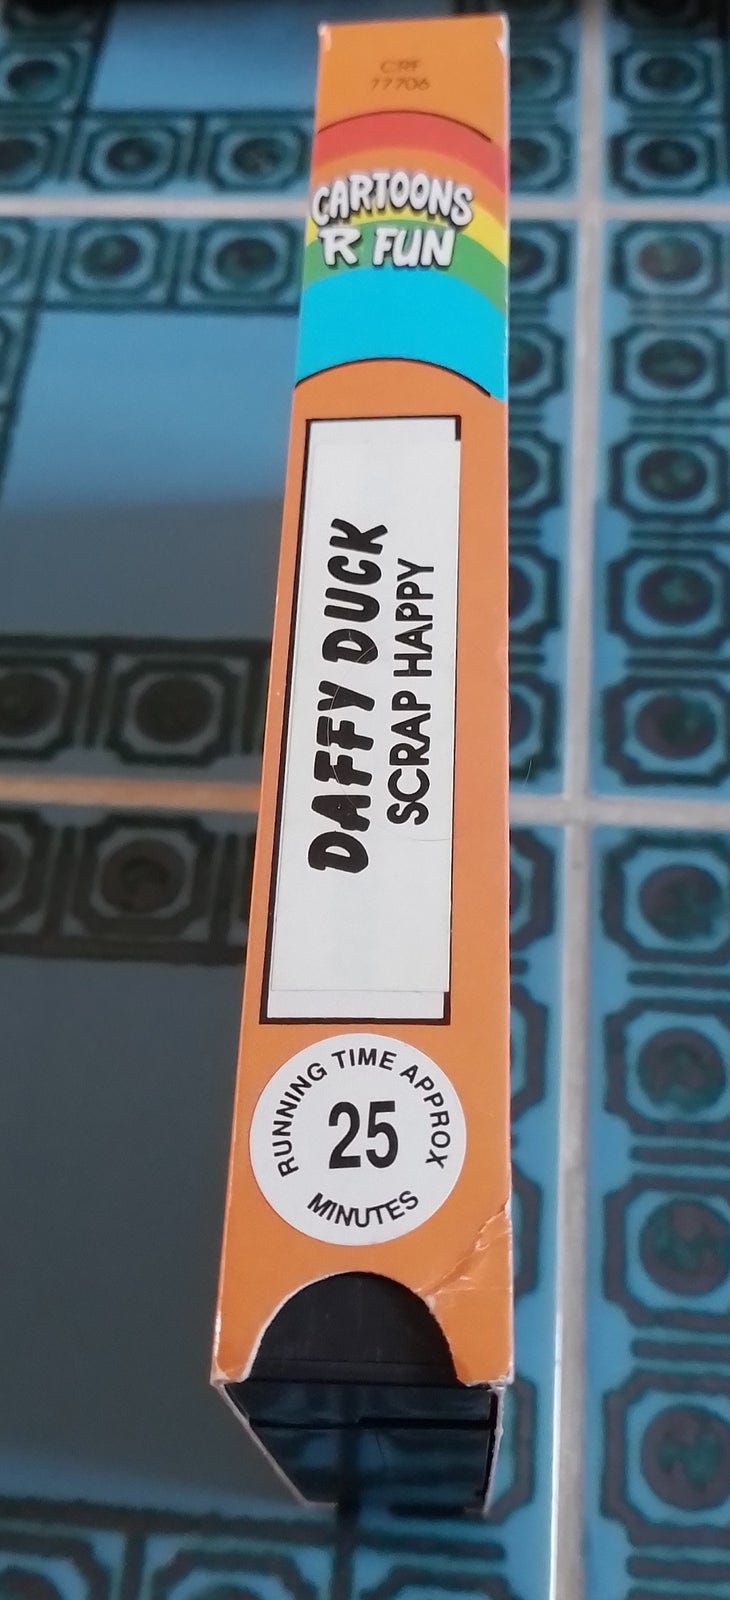 CRF
77706
CARTOONS
R FUN
DAFFY DUCK
SCRAP HAPPY
RUNNING TIME APPROX
25
MINUTES